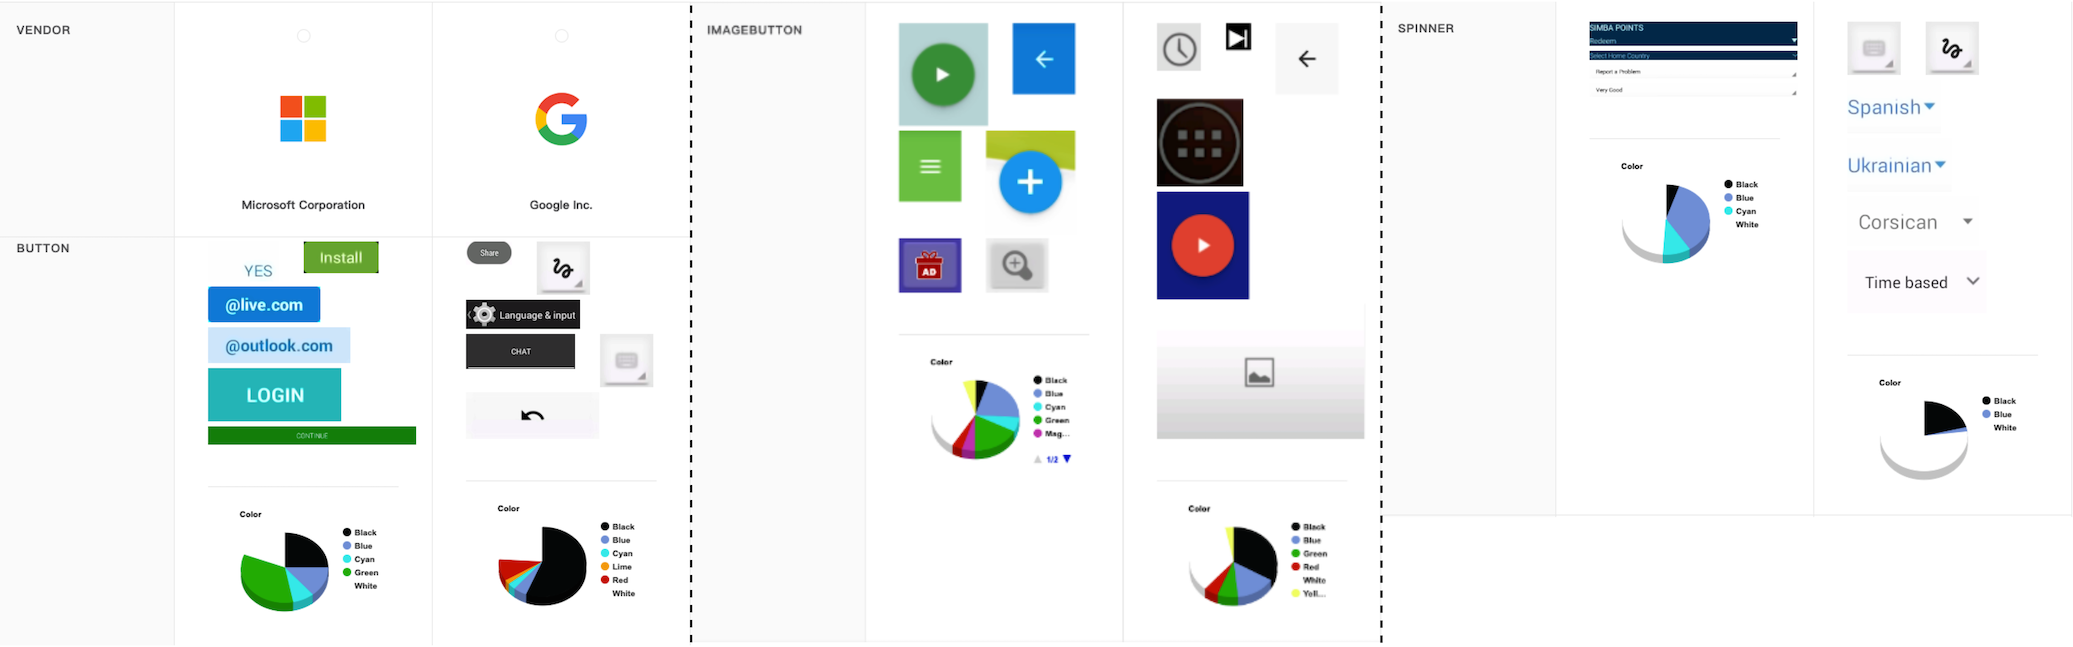 VENDOR
Microsoft Corporation
Google Inc.
BUTTON
YES
Install
@live.com
@outlook.com
LOGIN
CONTINUE
Color
Black
Blue
Cyan
Green
White
Share
Language & input
CHAT
Color
Black
Blue
Cyan
Lime
Red
White
IMAGEBUTTON
AD
Color
Black
Blue
Cyan
Green
Mag...
1/2
Color
Black
Blue
Green
Red
White
Yell...
SPINNER
SIMBA POINTS
Redeem
Select Home Country
Report a Problem
Very Good
Color
Black
Blue
Cyan
White
Spanish
Ukrainian
Corsican
Time based
Color
Black
Blue
White